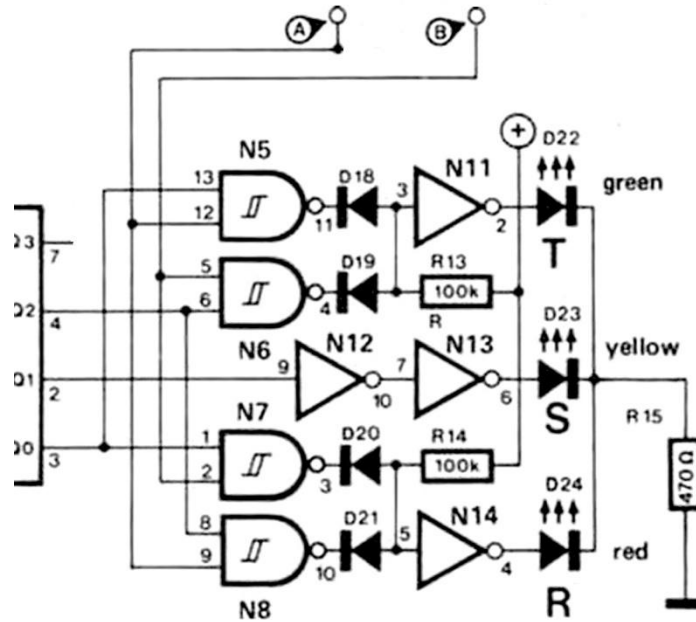 A B
+ D22
N5 D18 N11 green
13 3
12 11 2
Q3 T
7 5 D19 R13 D23
Q2 6 4 100k
4 R yellow
N6 N12 N13
9 7
Q1 10 6
2 S R15
N7 D20 R14
Q0 1 100k 470 Ω
3 2 3 D24
D21 N14
8 5
9 10 4 red
N8 R